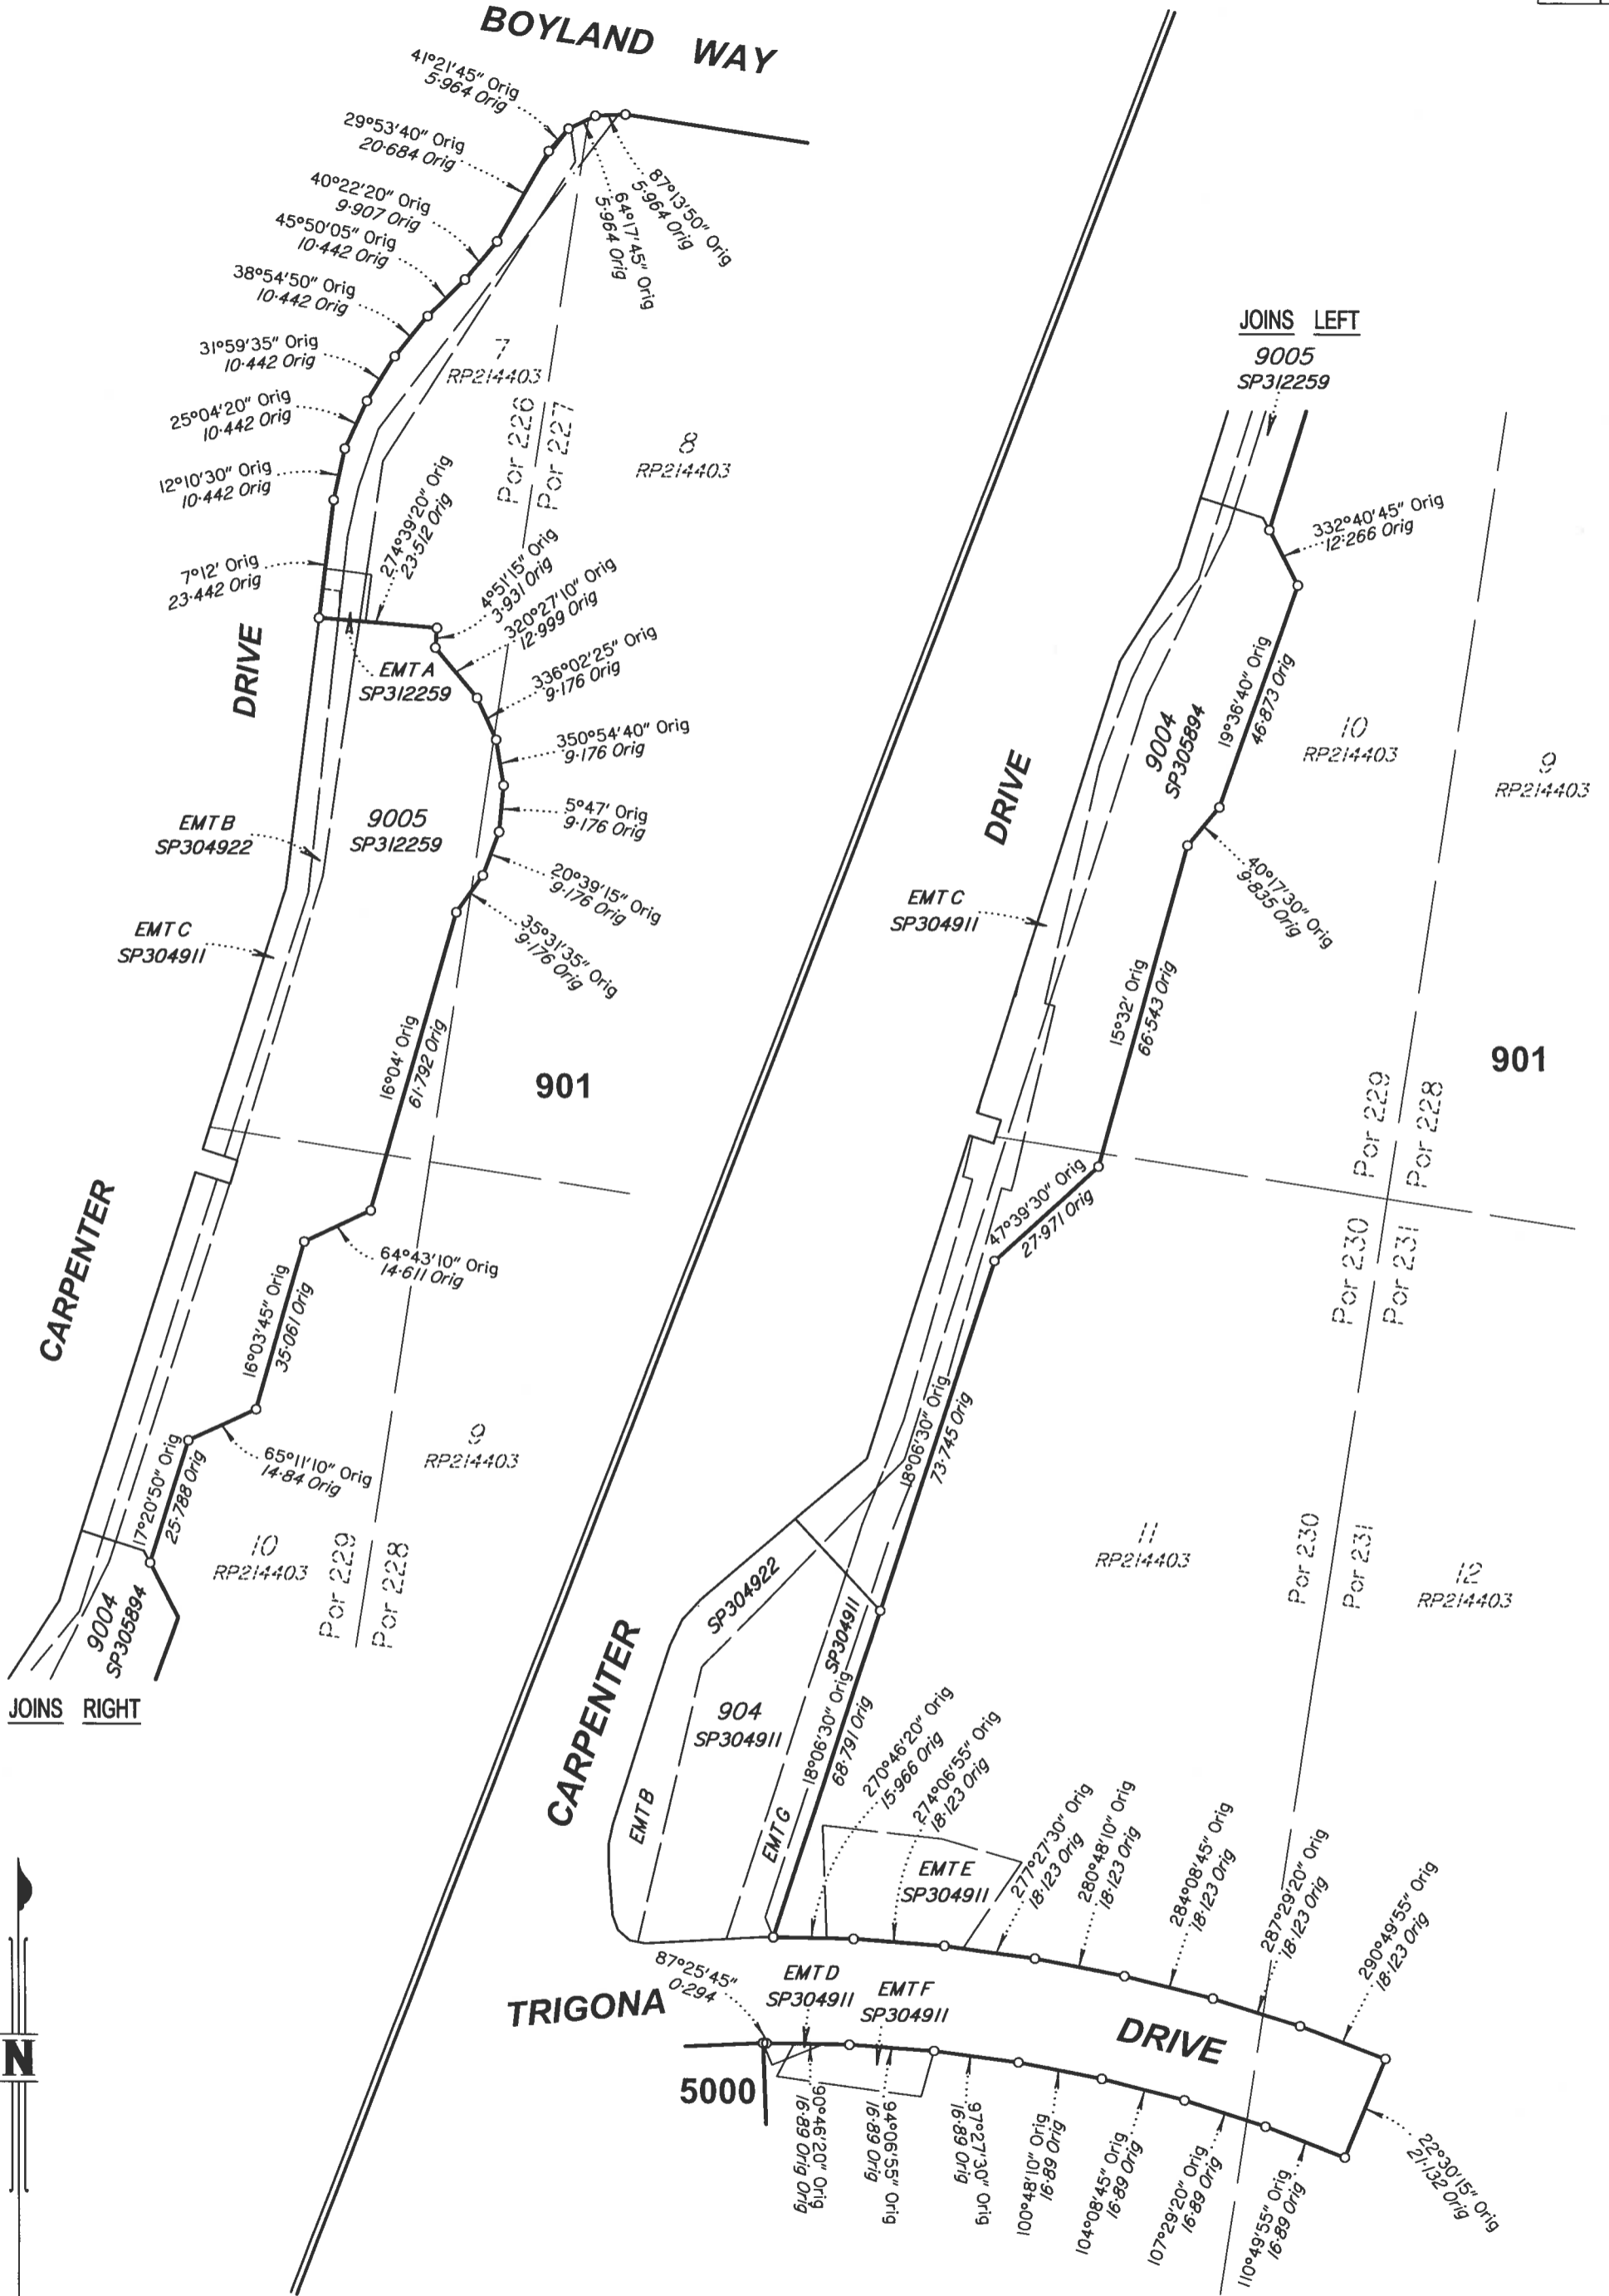 BOYLAND WAY
41°21'45" Orig
5·964 Orig
29°53'40" Orig
20·684 Orig
40°22'20" Orig
9·907 Orig
45°50'05" Orig
10·442 Orig
38°54'50" Orig
10·442 Orig
31°59'35" Orig
10·442 Orig
25°04'20" Orig
10·442 Orig
12°10'30" Orig
10·442 Orig
7°12' Orig
23·442 Orig
87°13'50" Orig
5·964 Orig
64°17'45" Orig
5·964 Orig
7
RP214403
Por 226
Por 227
8
RP214403
274°39'20" Orig
23·512 Orig
4°51'15" Orig
3·931 Orig
320°27'10" Orig
12·999 Orig
336°02'25" Orig
9·176 Orig
350°54'40" Orig
9·176 Orig
5°47' Orig
9·176 Orig
20°39'15" Orig
9·176 Orig
35°31'35" Orig
9·176 Orig
DRIVE
EMT A
SP312259
EMT B
SP304922
9005
SP312259
EMT C
SP304911
16°04' Orig
61·792 Orig
901
CARPENTER
64°43'10" Orig
14·611 Orig
16°03'45" Orig
35·061 Orig
65°11'10" Orig
14·84 Orig
17°20'50" Orig
25·788 Orig
9
RP214403
10
RP214403
Por 229
Por 228
9004
SP305894
JOINS RIGHT
N
JOINS LEFT
9005
SP312259
332°40'45" Orig
12·266 Orig
19°36'40" Orig
46·873 Orig
9004
SP305894
10
RP214403
9
RP214403
DRIVE
EMT C
SP304911
40°17'30" Orig
9·835 Orig
15°32' Orig
66·543 Orig
901
Por 229
Por 228
47°39'30" Orig
27·971 Orig
Por 230
Por 231
18°06'30" Orig
73·745 Orig
11
RP214403
Por 230
Por 231
12
RP214403
SP304922
SP304911
CARPENTER
904
SP304911
18°06'30" Orig
68·791 Orig
EMT B
EMT G
270°46'20" Orig
15·966 Orig
274°06'55" Orig
18·123 Orig
277°27'30" Orig
18·123 Orig
280°48'10" Orig
18·123 Orig
284°08'45" Orig
18·123 Orig
287°29'20" Orig
18·123 Orig
290°49'55" Orig
18·123 Orig
EMT E
SP304911
87°25'45"
0·294
EMT D
SP304911
EMT F
SP304911
TRIGONA
DRIVE
5000
90°46'20" Orig
16·89 Orig Orig
94°06'55" Orig
16·89 Orig
97°27'30" Orig
16·89 Orig
100°48'10" Orig
16·89 Orig
104°08'45" Orig
16·89 Orig
107°29'20" Orig
16·89 Orig
110°49'55" Orig
16·89 Orig
22°30'15" Orig
21·132 Orig